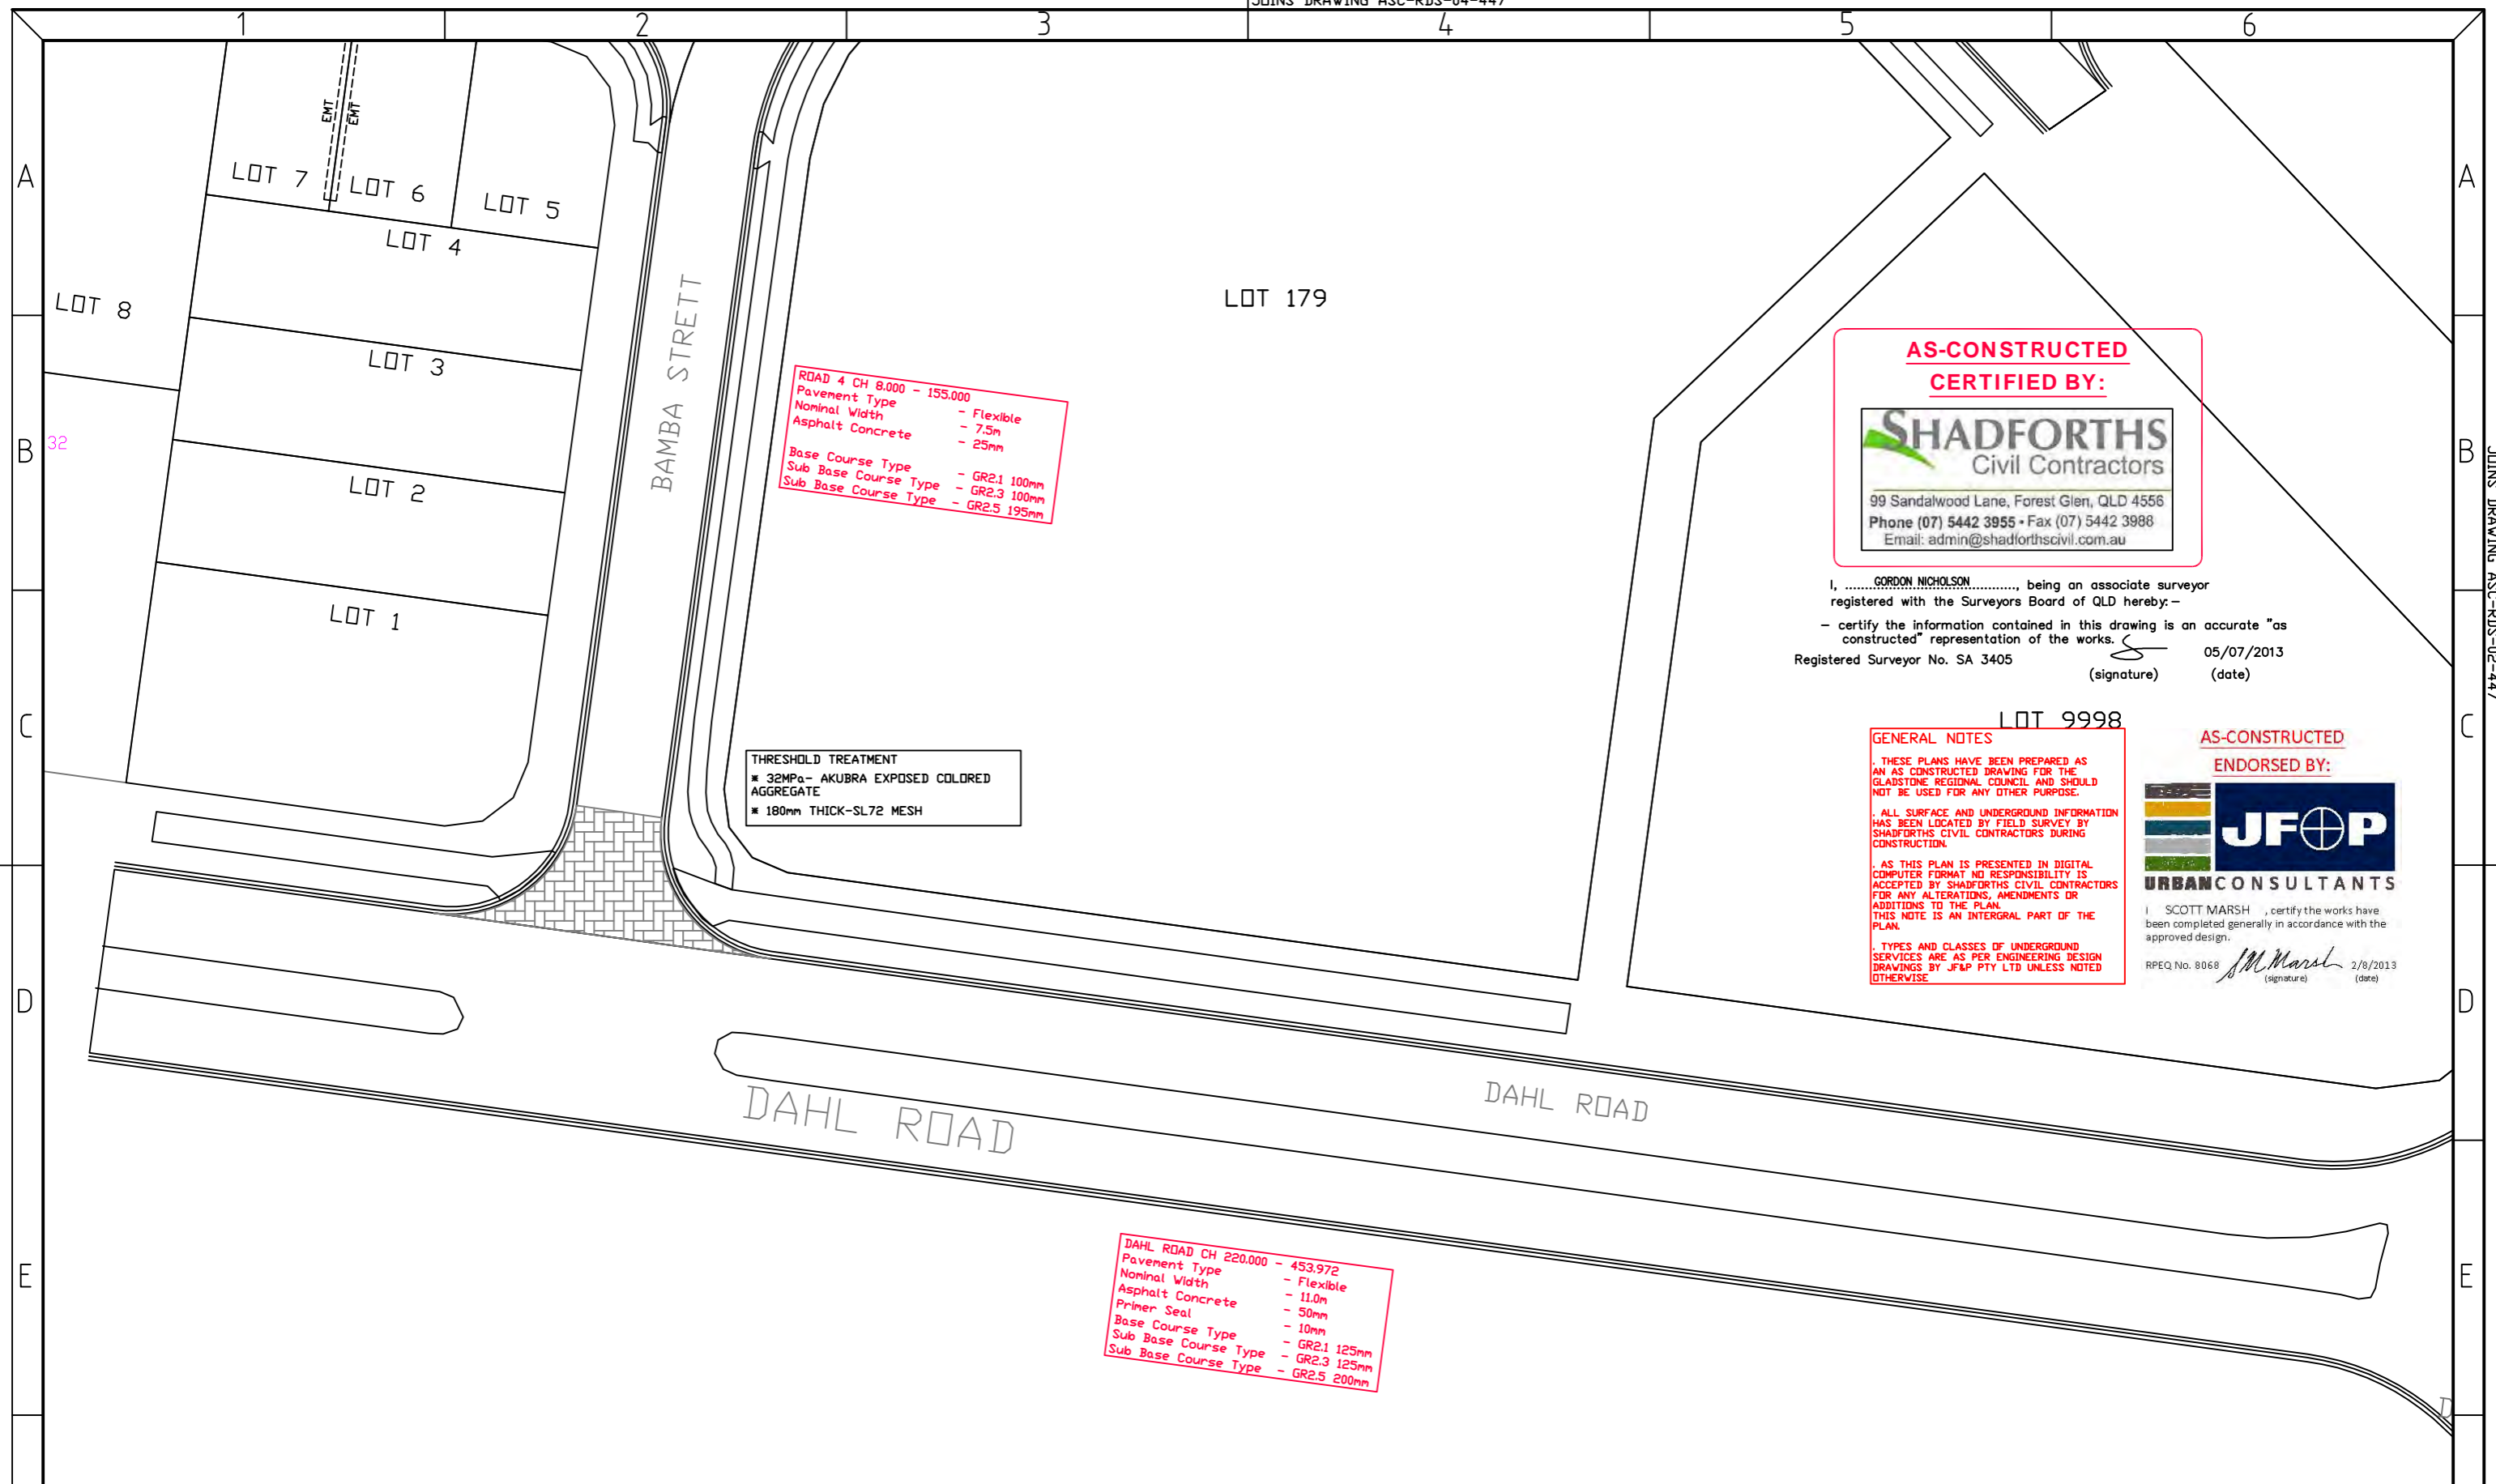 JOINS DRAWING ASC-RDS-04-447
1 2 3 4 5 6
A
B
C
D
E
A
B
C
D
E
JOINS DRAWING ASC-RDS-02-447
EMT
EMT
LOT 7
LOT 6
LOT 5
LOT 4
LOT 8
LOT 3
32
LOT 2
LOT 1
BAMBA STRETT
LOT 179
ROAD 4 CH 8.000 - 155.000
Pavement Type - Flexible
Nominal Width - 7.5m
Asphalt Concrete - 25mm
Base Course Type - GR2.1 100mm
Sub Base Course Type - GR2.3 100mm
Sub Base Course Type - GR2.5 195mm
THRESHOLD TREATMENT
* 32MPa- AKUBRA EXPOSED COLORED
AGGREGATE
* 180mm THICK-SL72 MESH
AS-CONSTRUCTED
CERTIFIED BY:
SHADFORTHS
Civil Contractors
99 Sandalwood Lane, Forest Glen, QLD 4556
Phone (07) 5442 3955 • Fax (07) 5442 3988
Email: admin@shadforthscivil.com.au
I, ........GORDON NICHOLSON............, being an associate surveyor
registered with the Surveyors Board of QLD hereby:-
- certify the information contained in this drawing is an accurate "as
constructed" representation of the works.
Registered Surveyor No. SA 3405
05/07/2013
(signature) (date)
LOT 9998
GENERAL NOTES
. THESE PLANS HAVE BEEN PREPARED AS
AN AS CONSTRUCTED DRAWING FOR THE
GLADSTONE REGIONAL COUNCIL AND SHOULD
NOT BE USED FOR ANY OTHER PURPOSE.
. ALL SURFACE AND UNDERGROUND INFORMATION
HAS BEEN LOCATED BY FIELD SURVEY BY
SHADFORTHS CIVIL CONTRACTORS DURING
CONSTRUCTION.
. AS THIS PLAN IS PRESENTED IN DIGITAL
COMPUTER FORMAT NO RESPONSIBILITY IS
ACCEPTED BY SHADFORTHS CIVIL CONTRACTORS
FOR ANY ALTERATIONS, AMENDMENTS OR
ADDITIONS TO THE PLAN.
THIS NOTE IS AN INTERGRAL PART OF THE
PLAN.
. TYPES AND CLASSES OF UNDERGROUND
SERVICES ARE AS PER ENGINEERING DESIGN
DRAWINGS BY JF&P PTY LTD UNLESS NOTED
OTHERWISE
AS-CONSTRUCTED
ENDORSED BY:
JF P
URBANCONSULTANTS
I SCOTT MARSH , certify the works have
been completed generally in accordance with the
approved design.
RPEQ No. 8068 SM Marsh 2/8/2013
(signature) (date)
DAHL ROAD
DAHL ROAD
DAHL ROAD CH 220.000 - 453.972
Pavement Type - Flexible
Nominal Width - 11.0m
Asphalt Concrete - 50mm
Primer Seal - 10mm
Base Course Type - GR2.1 125mm
Sub Base Course Type - GR2.3 125mm
Sub Base Course Type - GR2.5 200mm